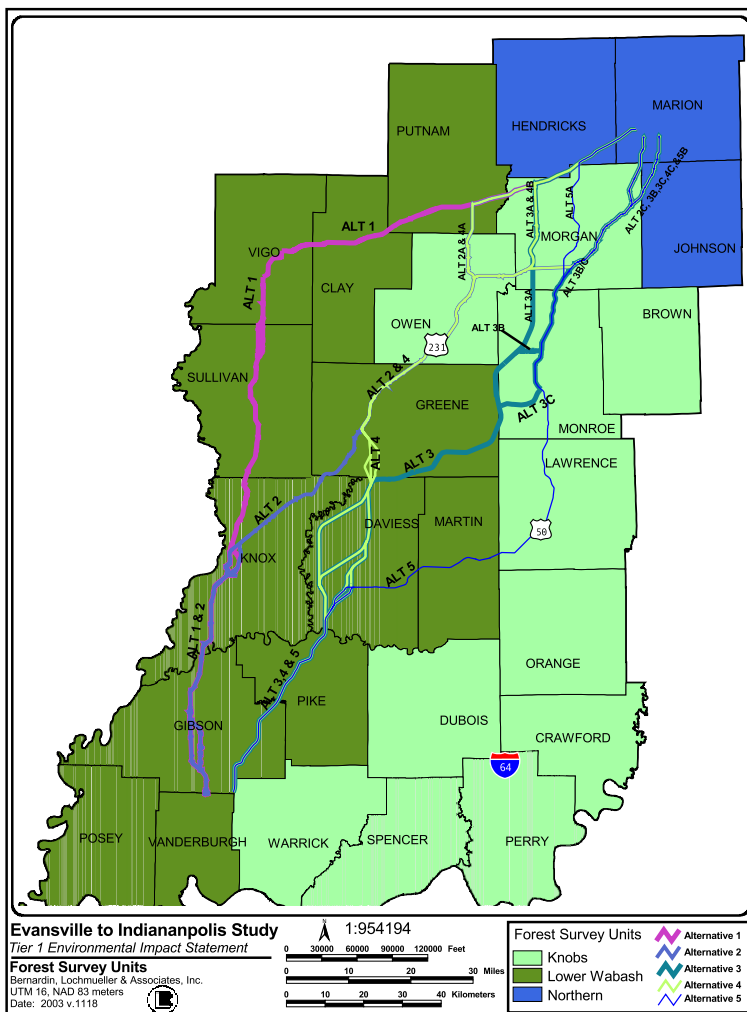 MARION
HENDRICKS
PUTNAM
ALT 2C, 3B,3C,4C,&5B
ALT 3A & 4B
ALT 5A
ALT 1
ALT 2A & 4A
MORGAN
JOHNSON
VIGO
ALT 1
CLAY
ALT 3B/C
ALT 3A
BROWN
OWEN
ALT 3B
231
SULLIVAN
ALT 2 & 4
GREENE
ALT 3C
MONROE
ALT 4
ALT 3
LAWRENCE
ALT 2
DAVIESS
MARTIN
50
KNOX
ALT 5
ALT 1 & 2
ALT 3,4 & 5
ORANGE
PIKE
DUBOIS
GIBSON
CRAWFORD
64
POSEY
VANDERBURGH
WARRICK
SPENCER
PERRY
Evansville to Indiananpolis Study
Tier 1 Environmental Impact Statement
Forest Survey Units
Bernardin, Lochmueller & Associates, Inc.
UTM 16, NAD 83 meters
Date: 2003 v.1118
N
1:954194
0 30000 60000 90000 120000 Feet
0 10 20 30 Miles
0 10 20 30 40 Kilometers
Forest Survey Units
Knobs
Lower Wabash
Northern
Alternative 1
Alternative 2
Alternative 3
Alternative 4
Alternative 5